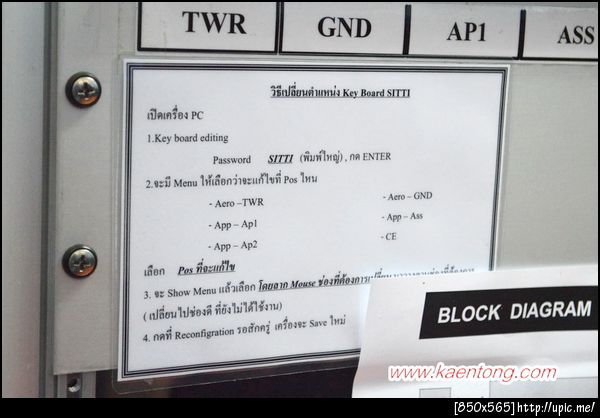 TWR GND AP1 ASS
วิธีเปลี่ยนตำแหน่ง Key Board SITTI
เปิดเครื่อง PC
1.Key board editing
Password SITTI (พิมพ์ใหญ่) , กด ENTER
2.จะมี Menu ให้เลือกว่าจะแก้ไขที่ Pos ไหน
- Aero –TWR - Aero – GND
- App – Ap1 - App – Ass
- App – Ap2 - CE
เลือก Pos ที่จะแก้ไข
3. จะ Show Menu แล้วเลือก โดยลาก Mouse ช่องที่ต้องการเปลี่ยน
( เปลี่ยนไปช่องดี ที่ยังไม่ได้ใช้งาน)
4. กดที่ Reconfigration รอสักครู่ เครื่องจะ Save ใหม่
BLOCK DIAGRAM
www.kaentong.com
[850x565]http://upic.me/